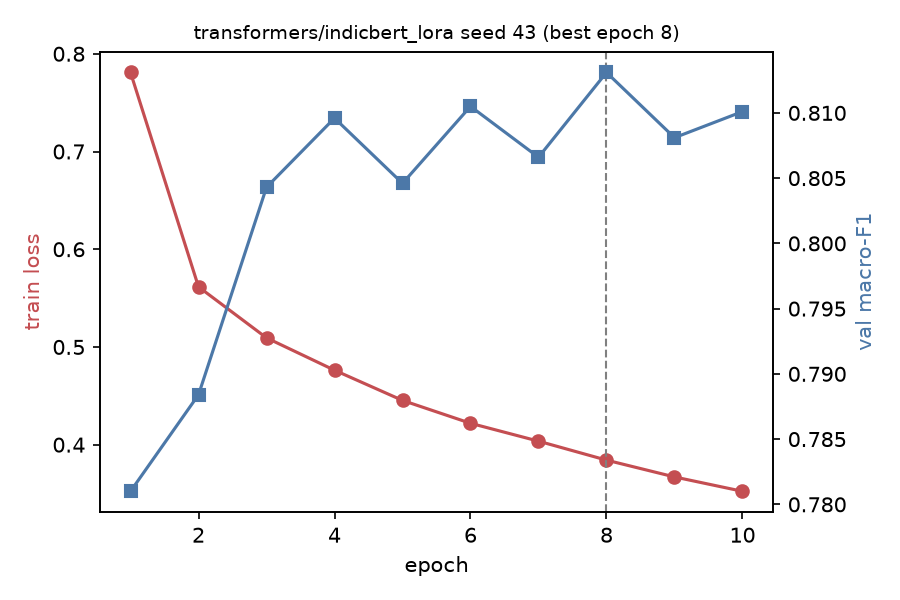 transformers/indicbert_lora seed 43 (best epoch 8)
0.8
0.7
0.6
0.5
0.4
train loss
0.810
0.805
0.800
0.795
0.790
0.785
0.780
val macro-F1
2 4 6 8 10
epoch